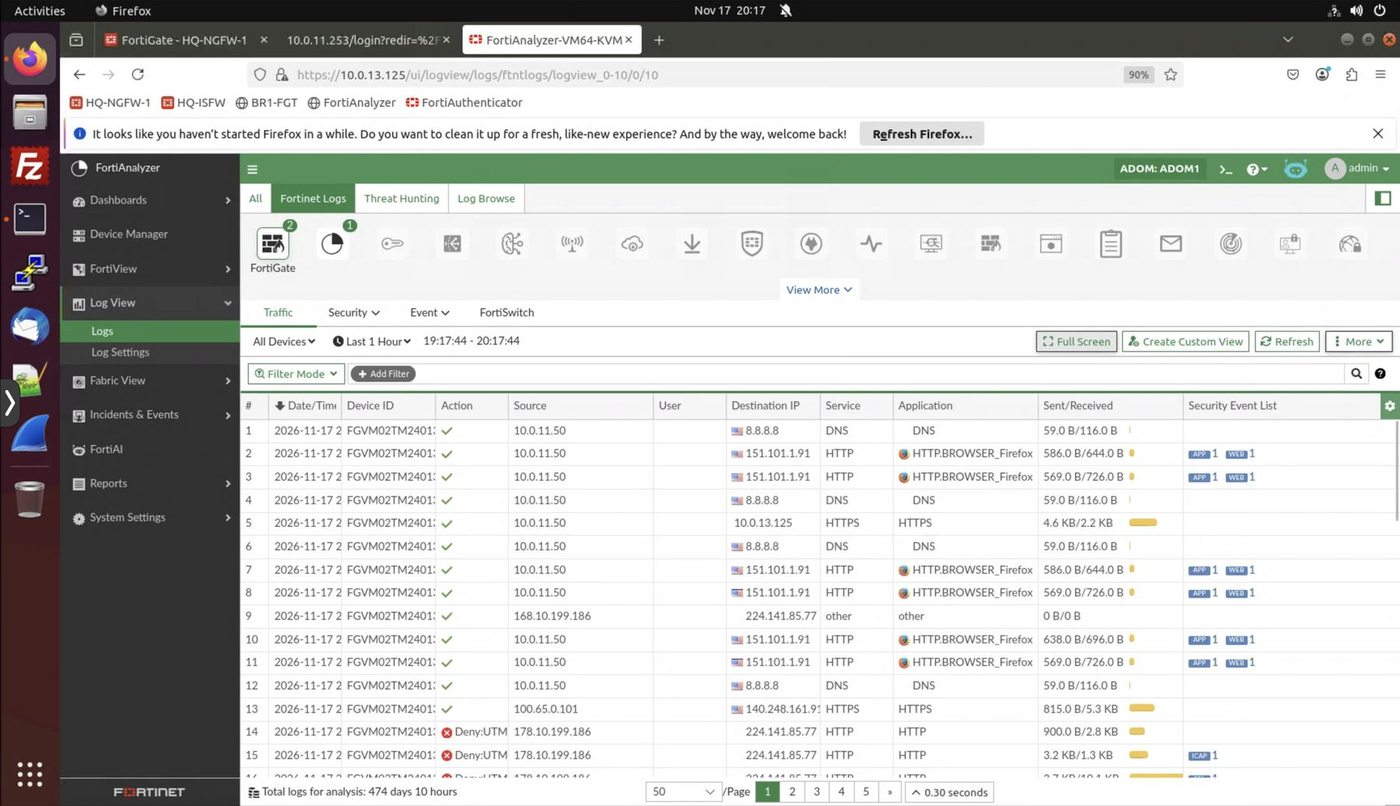 Activities Firefox Nov 17 20:17
FortiGate - HQ-NGFW-1 × 10.0.11.253/login?redir=%2F × FortiAnalyzer-VM64-KVM × +
https://10.0.13.125/ui/logview/logs/ftntlogs/logview_0-10/0/10 90%
HQ-NGFW-1 HQ-ISFW BR1-FGT FortiAnalyzer FortiAuthenticator
It looks like you haven't started Firefox in a while. Do you want to clean it up for a fresh, like-new experience? And by the way, welcome back! Refresh Firefox…
FortiAnalyzer
Dashboards
Device Manager
FortiView
Log View
Logs
Log Settings
Fabric View
Incidents & Events
FortiAI
Reports
System Settings
FORTINET
ADOM: ADOM1 >_ A admin
All Fortinet Logs Threat Hunting Log Browse
2 1
FortiGate
View More
Traffic Security Event FortiSwitch
All Devices Last 1 Hour 19:17:44 - 20:17:44 Full Screen Create Custom View Refresh More
Filter Mode + Add Filter
# Date/Time Device ID Action Source User Destination IP Service Application Sent/Received Security Event List
1 2026-11-17 2 FGVM02TM2401 10.0.11.50 8.8.8.8 DNS DNS 59.0 B/116.0 B
2 2026-11-17 2 FGVM02TM2401 10.0.11.50 151.101.1.91 HTTP HTTP.BROWSER_Firefox 586.0 B/644.0 B APP 1 WEB 1
3 2026-11-17 2 FGVM02TM2401 10.0.11.50 151.101.1.91 HTTP HTTP.BROWSER_Firefox 569.0 B/726.0 B APP 1 WEB 1
4 2026-11-17 2 FGVM02TM2401 10.0.11.50 8.8.8.8 DNS DNS 59.0 B/116.0 B
5 2026-11-17 2 FGVM02TM2401 10.0.11.50 10.0.13.125 HTTPS HTTPS 4.6 KB/2.2 KB
6 2026-11-17 2 FGVM02TM2401 10.0.11.50 8.8.8.8 DNS DNS 59.0 B/116.0 B
7 2026-11-17 2 FGVM02TM2401 10.0.11.50 151.101.1.91 HTTP HTTP.BROWSER_Firefox 586.0 B/644.0 B APP 1 WEB 1
8 2026-11-17 2 FGVM02TM2401 10.0.11.50 151.101.1.91 HTTP HTTP.BROWSER_Firefox 569.0 B/726.0 B APP 1 WEB 1
9 2026-11-17 2 FGVM02TM2401 168.10.199.186 224.141.85.77 other other 0 B/0 B
10 2026-11-17 2 FGVM02TM2401 10.0.11.50 151.101.1.91 HTTP HTTP.BROWSER_Firefox 638.0 B/696.0 B APP 1 WEB 1
11 2026-11-17 2 FGVM02TM2401 10.0.11.50 151.101.1.91 HTTP HTTP.BROWSER_Firefox 569.0 B/726.0 B APP 1 WEB 1
12 2026-11-17 2 FGVM02TM2401 10.0.11.50 8.8.8.8 DNS DNS 59.0 B/116.0 B
13 2026-11-17 2 FGVM02TM2401 100.65.0.101 140.248.161.91 HTTPS HTTPS 815.0 B/5.3 KB
14 2026-11-17 2 FGVM02TM2401 Deny:UTM 178.10.199.186 224.141.85.77 HTTP HTTP 900.0 B/2.8 KB
15 2026-11-17 2 FGVM02TM2401 Deny:UTM 178.10.199.186 224.141.85.77 HTTP HTTP 3.2 KB/1.3 KB ICAP 1
Total logs for analysis: 474 days 10 hours 50 /Page 1 2 3 4 5 » 0.30 seconds